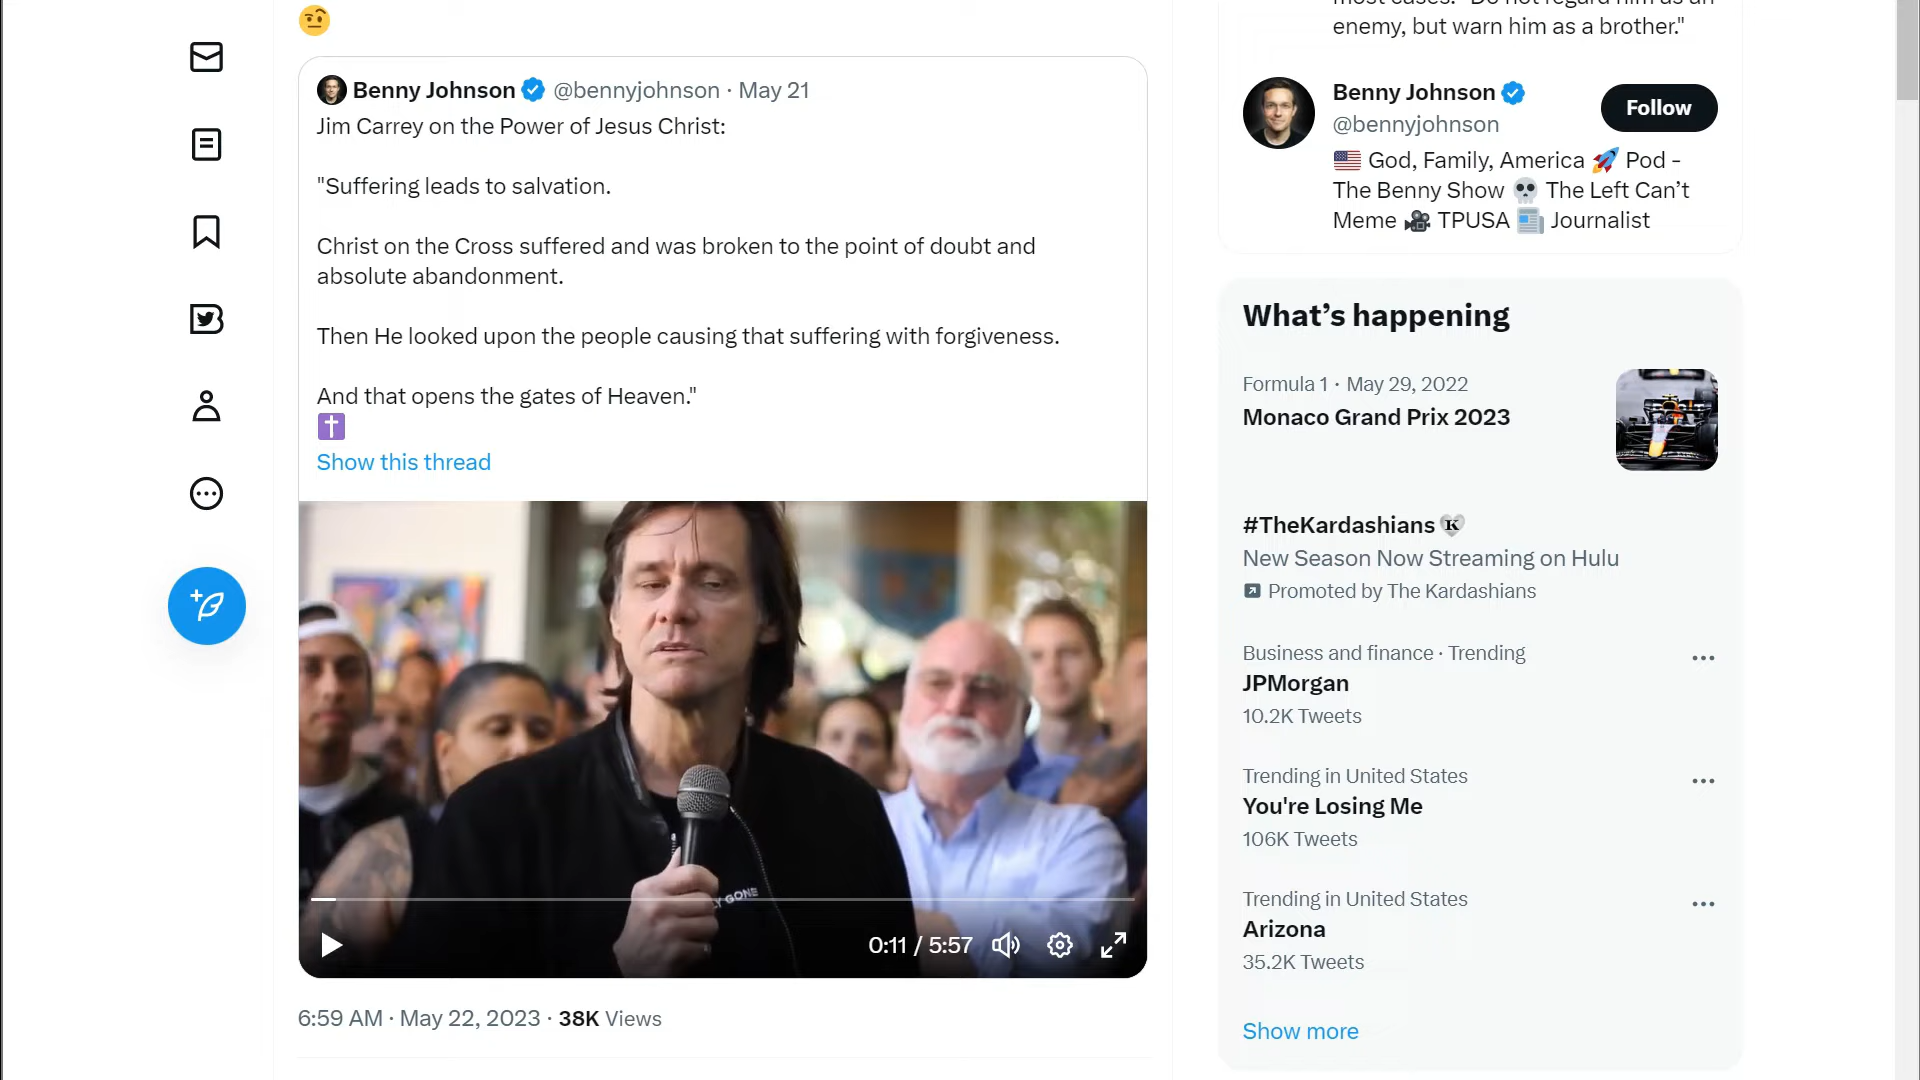 Benny Johnson @bennyjohnson · May 21
Jim Carrey on the Power of Jesus Christ:
"Suffering leads to salvation.
Christ on the Cross suffered and was broken to the point of doubt and
absolute abandonment.
Then He looked upon the people causing that suffering with forgiveness.
And that opens the gates of Heaven."
Show this thread
Y GONE
0:11 / 5:57
6:59 AM · May 22, 2023 · 38K Views
enemy, but warn him as a brother."
Benny Johnson
@bennyjohnson
Follow
God, Family, America Pod -
The Benny Show The Left Can’t
Meme TPUSA Journalist
What’s happening
Formula 1 · May 29, 2022
Monaco Grand Prix 2023
#TheKardashians K
New Season Now Streaming on Hulu
Promoted by The Kardashians
Business and finance · Trending
JPMorgan
10.2K Tweets
Trending in United States
You're Losing Me
106K Tweets
Trending in United States
Arizona
35.2K Tweets
Show more